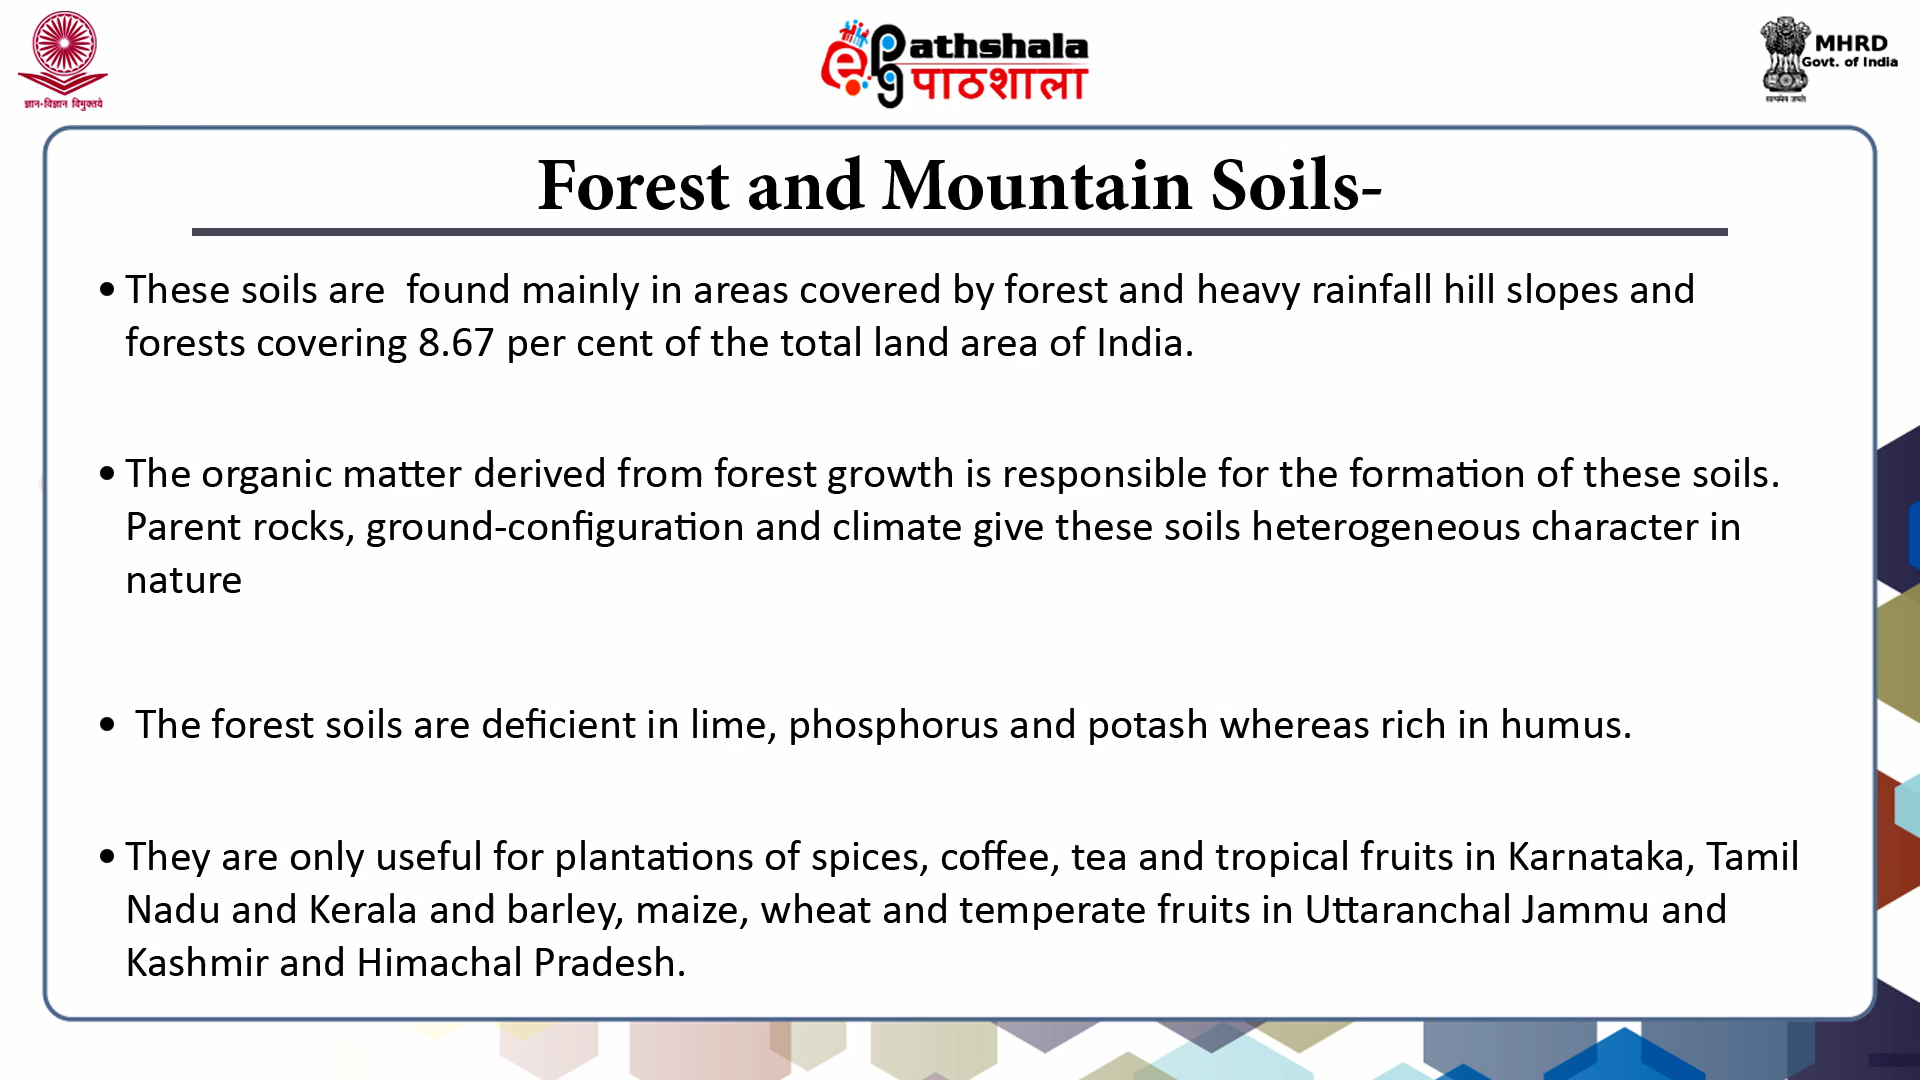 ज्ञान-विज्ञान विमुक्तये
e Pathshala
पाठशाला
MHRD
Govt. of India
सत्यमेव जयते
Forest and Mountain Soils-
• These soils are found mainly in areas covered by forest and heavy rainfall hill slopes and
forests covering 8.67 per cent of the total land area of India.
• The organic matter derived from forest growth is responsible for the formation of these soils.
Parent rocks, ground-configuration and climate give these soils heterogeneous character in
nature
• The forest soils are deficient in lime, phosphorus and potash whereas rich in humus.
• They are only useful for plantations of spices, coffee, tea and tropical fruits in Karnataka, Tamil
Nadu and Kerala and barley, maize, wheat and temperate fruits in Uttaranchal Jammu and
Kashmir and Himachal Pradesh.